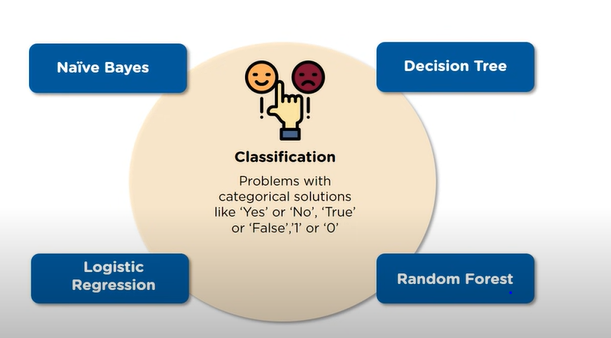 Naïve Bayes
Decision Tree
Classification
Problems with
categorical solutions
like ‘Yes’ or ‘No’, ‘True’
or ‘False’,‘1’ or ‘0’
Logistic
Regression
Random Forest